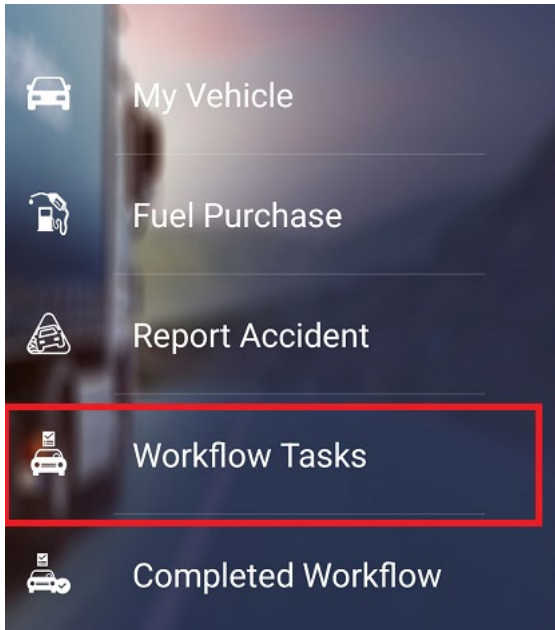 My Vehicle
Fuel Purchase
Report Accident
Workflow Tasks
Completed Workflow